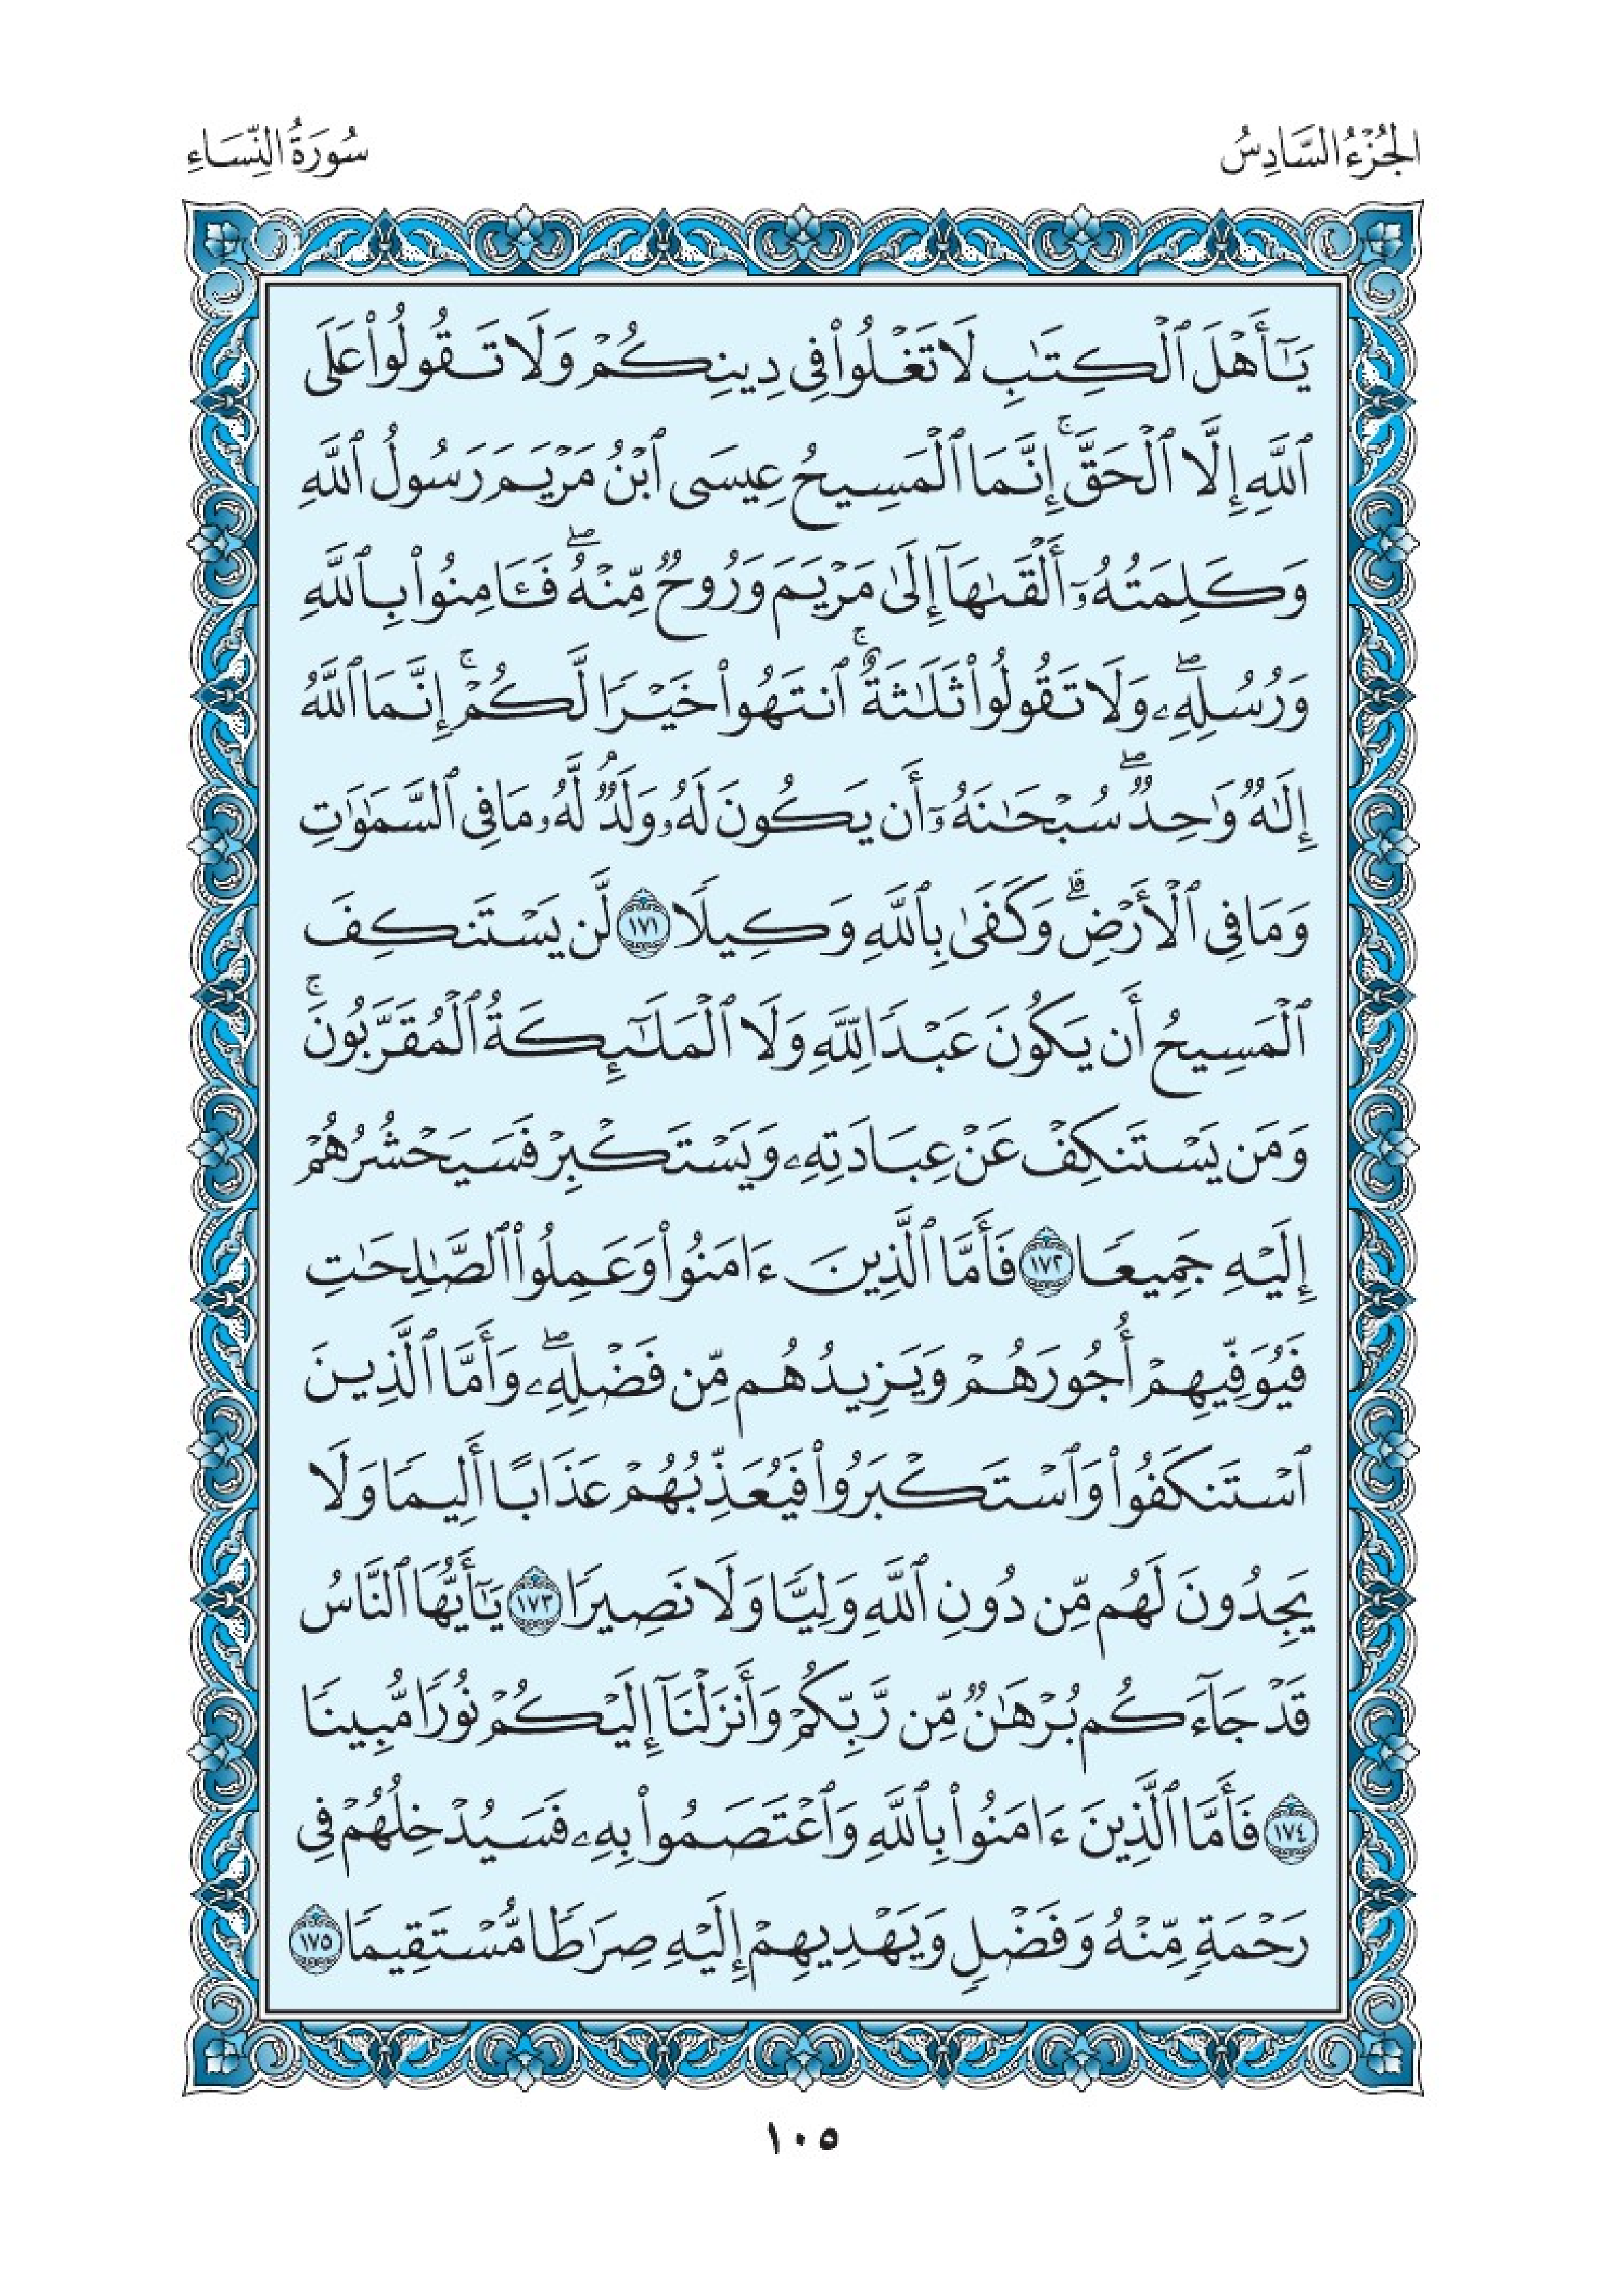 الجُزْءُ السَّادِسُ
سُورَةُ النِّسَاءِ
يَـٰٓأَهْلَ ٱلْكِتَـٰبِ لَا تَغْلُوا۟ فِى دِينِكُمْ وَلَا تَقُولُوا۟ عَلَى
ٱللَّهِ إِلَّا ٱلْحَقَّ ۚ إِنَّمَا ٱلْمَسِيحُ عِيسَى ٱبْنُ مَرْيَمَ رَسُولُ ٱللَّهِ
وَكَلِمَتُهُۥٓ أَلْقَىٰهَآ إِلَىٰ مَرْيَمَ وَرُوحٌ مِّنْهُ ۖ فَـَٔامِنُوا۟ بِٱللَّهِ
وَرُسُلِهِۦ ۖ وَلَا تَقُولُوا۟ ثَلَـٰثَةٌ ۚ ٱنتَهُوا۟ خَيْرًا لَّكُمْ ۚ إِنَّمَا ٱللَّهُ
إِلَـٰهٌ وَٰحِدٌ ۖ سُبْحَـٰنَهُۥٓ أَن يَكُونَ لَهُۥ وَلَدٌ ۘ لَّهُۥ مَا فِى ٱلسَّمَـٰوَٰتِ
وَمَا فِى ٱلْأَرْضِ ۗ وَكَفَىٰ بِٱللَّهِ وَكِيلًا ١٧١ لَّن يَسْتَنكِفَ
ٱلْمَسِيحُ أَن يَكُونَ عَبْدًا لِّلَّهِ وَلَا ٱلْمَلَـٰٓئِكَةُ ٱلْمُقَرَّبُونَ ۚ
وَمَن يَسْتَنكِفْ عَنْ عِبَادَتِهِۦ وَيَسْتَكْبِرْ فَسَيَحْشُرُهُمْ
إِلَيْهِ جَمِيعًا ١٧٢ فَأَمَّا ٱلَّذِينَ ءَامَنُوا۟ وَعَمِلُوا۟ ٱلصَّـٰلِحَـٰتِ
فَيُوَفِّيهِمْ أُجُورَهُمْ وَيَزِيدُهُم مِّن فَضْلِهِۦ ۖ وَأَمَّا ٱلَّذِينَ
ٱسْتَنكَفُوا۟ وَٱسْتَكْبَرُوا۟ فَيُعَذِّبُهُمْ عَذَابًا أَلِيمًا وَلَا
يَجِدُونَ لَهُم مِّن دُونِ ٱللَّهِ وَلِيًّا وَلَا نَصِيرًا ١٧٣ يَـٰٓأَيُّهَا ٱلنَّاسُ
قَدْ جَآءَكُم بُرْهَـٰنٌ مِّن رَّبِّكُمْ وَأَنزَلْنَآ إِلَيْكُمْ نُورًا مُّبِينًا
١٧٤ فَأَمَّا ٱلَّذِينَ ءَامَنُوا۟ بِٱللَّهِ وَٱعْتَصَمُوا۟ بِهِۦ فَسَيُدْخِلُهُمْ فِى
رَحْمَةٍ مِّنْهُ وَفَضْلٍ وَيَهْدِيهِمْ إِلَيْهِ صِرَٰطًا مُّسْتَقِيمًا ١٧٥
١٠٥